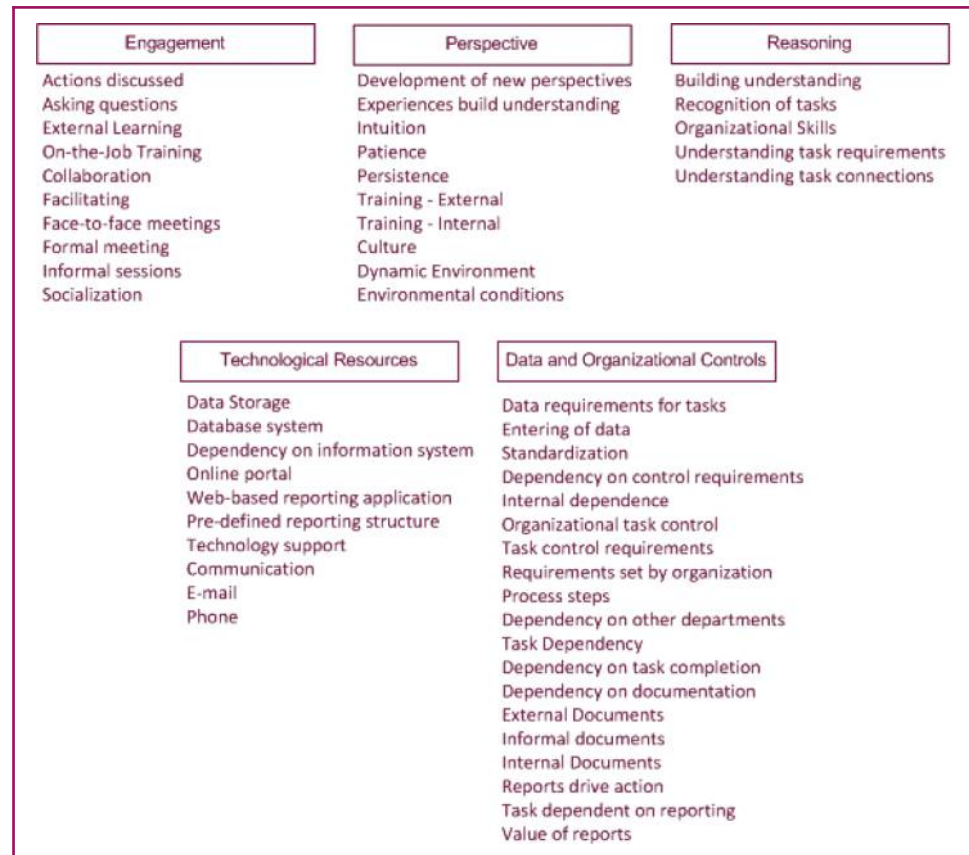 Engagement
Actions discussed
Asking questions
External Learning
On-the-Job Training
Collaboration
Facilitating
Face-to-face meetings
Formal meeting
Informal sessions
Socialization
Perspective
Development of new perspectives
Experiences build understanding
Intuition
Patience
Persistence
Training - External
Training - Internal
Culture
Dynamic Environment
Environmental conditions
Reasoning
Building understanding
Recognition of tasks
Organizational Skills
Understanding task requirements
Understanding task connections
Technological Resources
Data Storage
Database system
Dependency on information system
Online portal
Web-based reporting application
Pre-defined reporting structure
Technology support
Communication
E-mail
Phone
Data and Organizational Controls
Data requirements for tasks
Entering of data
Standardization
Dependency on control requirements
Internal dependence
Organizational task control
Task control requirements
Requirements set by organization
Process steps
Dependency on other departments
Task Dependency
Dependency on task completion
Dependency on documentation
External Documents
Informal documents
Internal Documents
Reports drive action
Task dependent on reporting
Value of reports